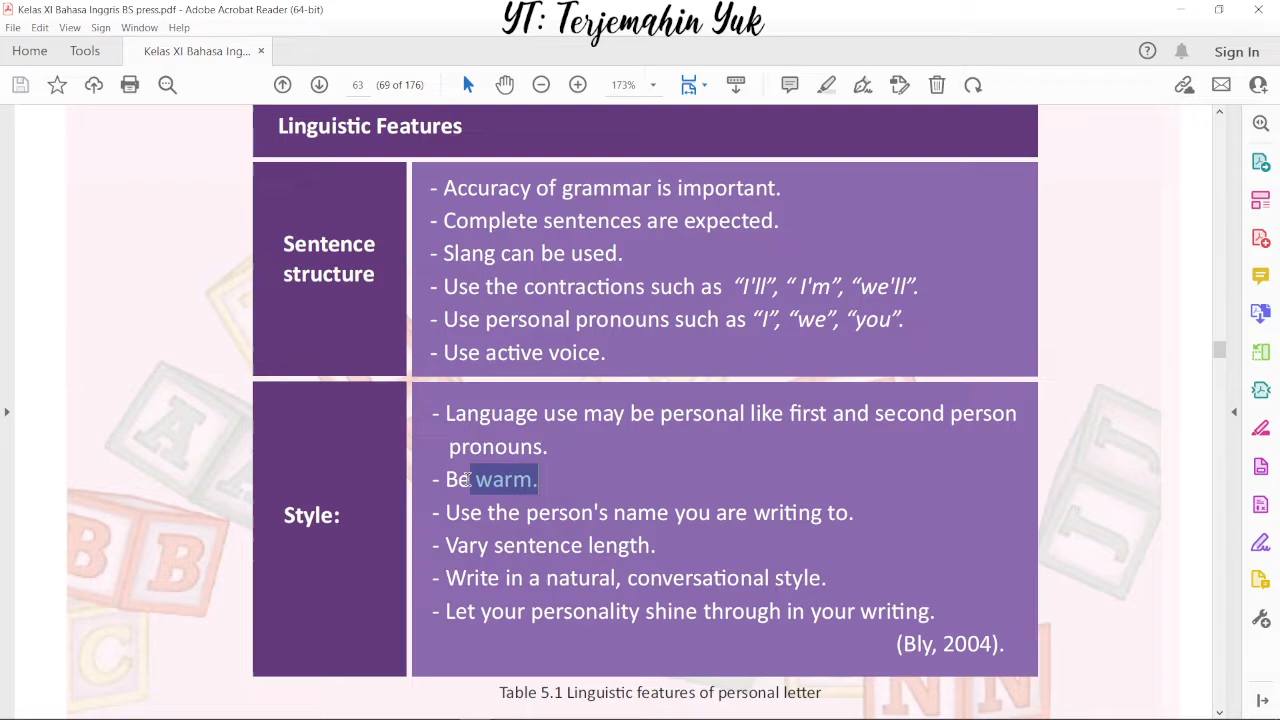 Kelas XI Bahasa Inggris BS press.pdf - Adobe Acrobat Reader (64-bit)
YT: Terjemahin Yuk
File Edit View Sign Window Help
Home Tools Kelas XI Bahasa Ing... × Sign In
63 (69 of 176) 173%
Linguistic Features
Sentence structure
- Accuracy of grammar is important.
- Complete sentences are expected.
- Slang can be used.
- Use the contractions such as “I'll”, “ I'm”, “we'll”.
- Use personal pronouns such as “I”, “we”, “you”.
- Use active voice.
Style:
- Language use may be personal like first and second person
pronouns.
- Be warm.
- Use the person's name you are writing to.
- Vary sentence length.
- Write in a natural, conversational style.
- Let your personality shine through in your writing.
(Bly, 2004).
Table 5.1 Linguistic features of personal letter